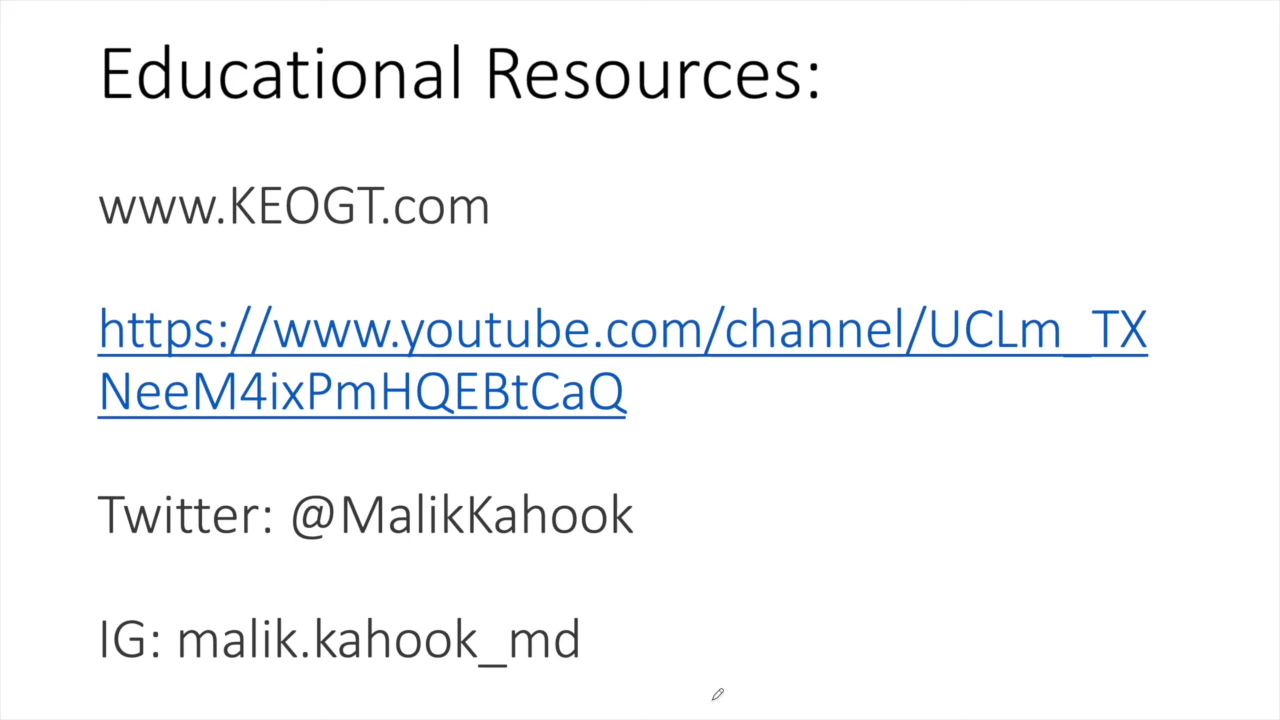 Educational Resources:
www.KEOGT.com
https://www.youtube.com/channel/UCLm_TX
NeeM4ixPmHQEBtCaQ
Twitter: @MalikKahook
IG: malik.kahook_md